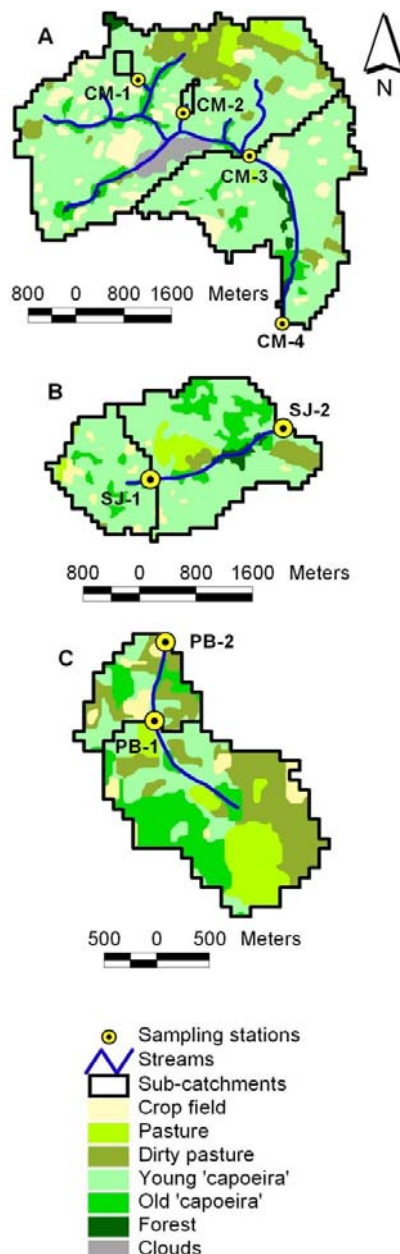 A
N
CM-1
CM-2
CM-3
800 0 800 1600 Meters
CM-4
B
SJ-2
SJ-1
800 0 800 1600 Meters
C
PB-2
PB-1
500 0 500 Meters
Sampling stations
Streams
Sub-catchments
Crop field
Pasture
Dirty pasture
Young 'capoeira'
Old 'capoeira'
Forest
Clouds